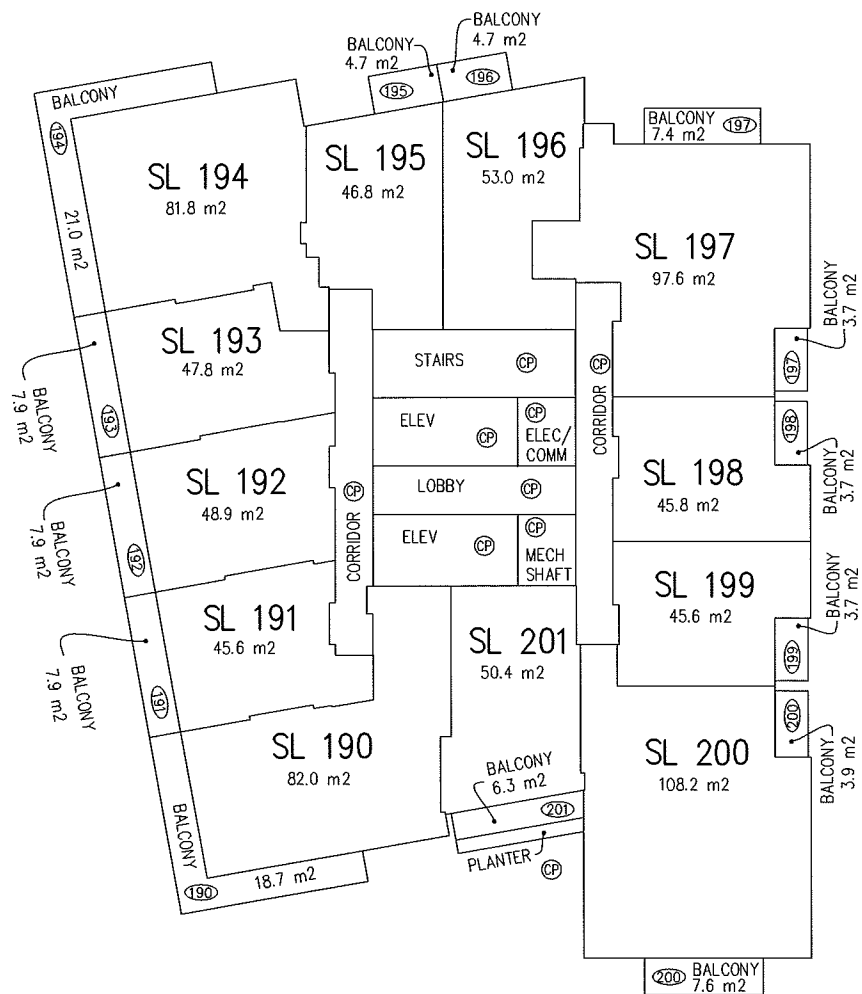 BALCONY
4.7 m2
BALCONY
4.7 m2
195
196
BALCONY
194
21.0 m2
SL 194
81.8 m2
SL 195
46.8 m2
SL 196
53.0 m2
BALCONY
7.4 m2
197
SL 197
97.6 m2
BALCONY
3.7 m2
197
SL 193
47.8 m2
BALCONY
7.9 m2
193
STAIRS
CP
CORRIDOR
CP
ELEV
CP
CP
ELEC/
COMM
198
SL 198
45.8 m2
BALCONY
3.7 m2
SL 192
48.9 m2
BALCONY
7.9 m2
192
CORRIDOR
CP
LOBBY
CP
ELEV
CP
CP
MECH
SHAFT
SL 199
45.6 m2
BALCONY
3.7 m2
199
SL 191
45.6 m2
BALCONY
7.9 m2
191
SL 201
50.4 m2
SL 190
82.0 m2
BALCONY
190
18.7 m2
BALCONY
6.3 m2
201
PLANTER
CP
SL 200
108.2 m2
200
BALCONY
3.9 m2
200
BALCONY
7.6 m2